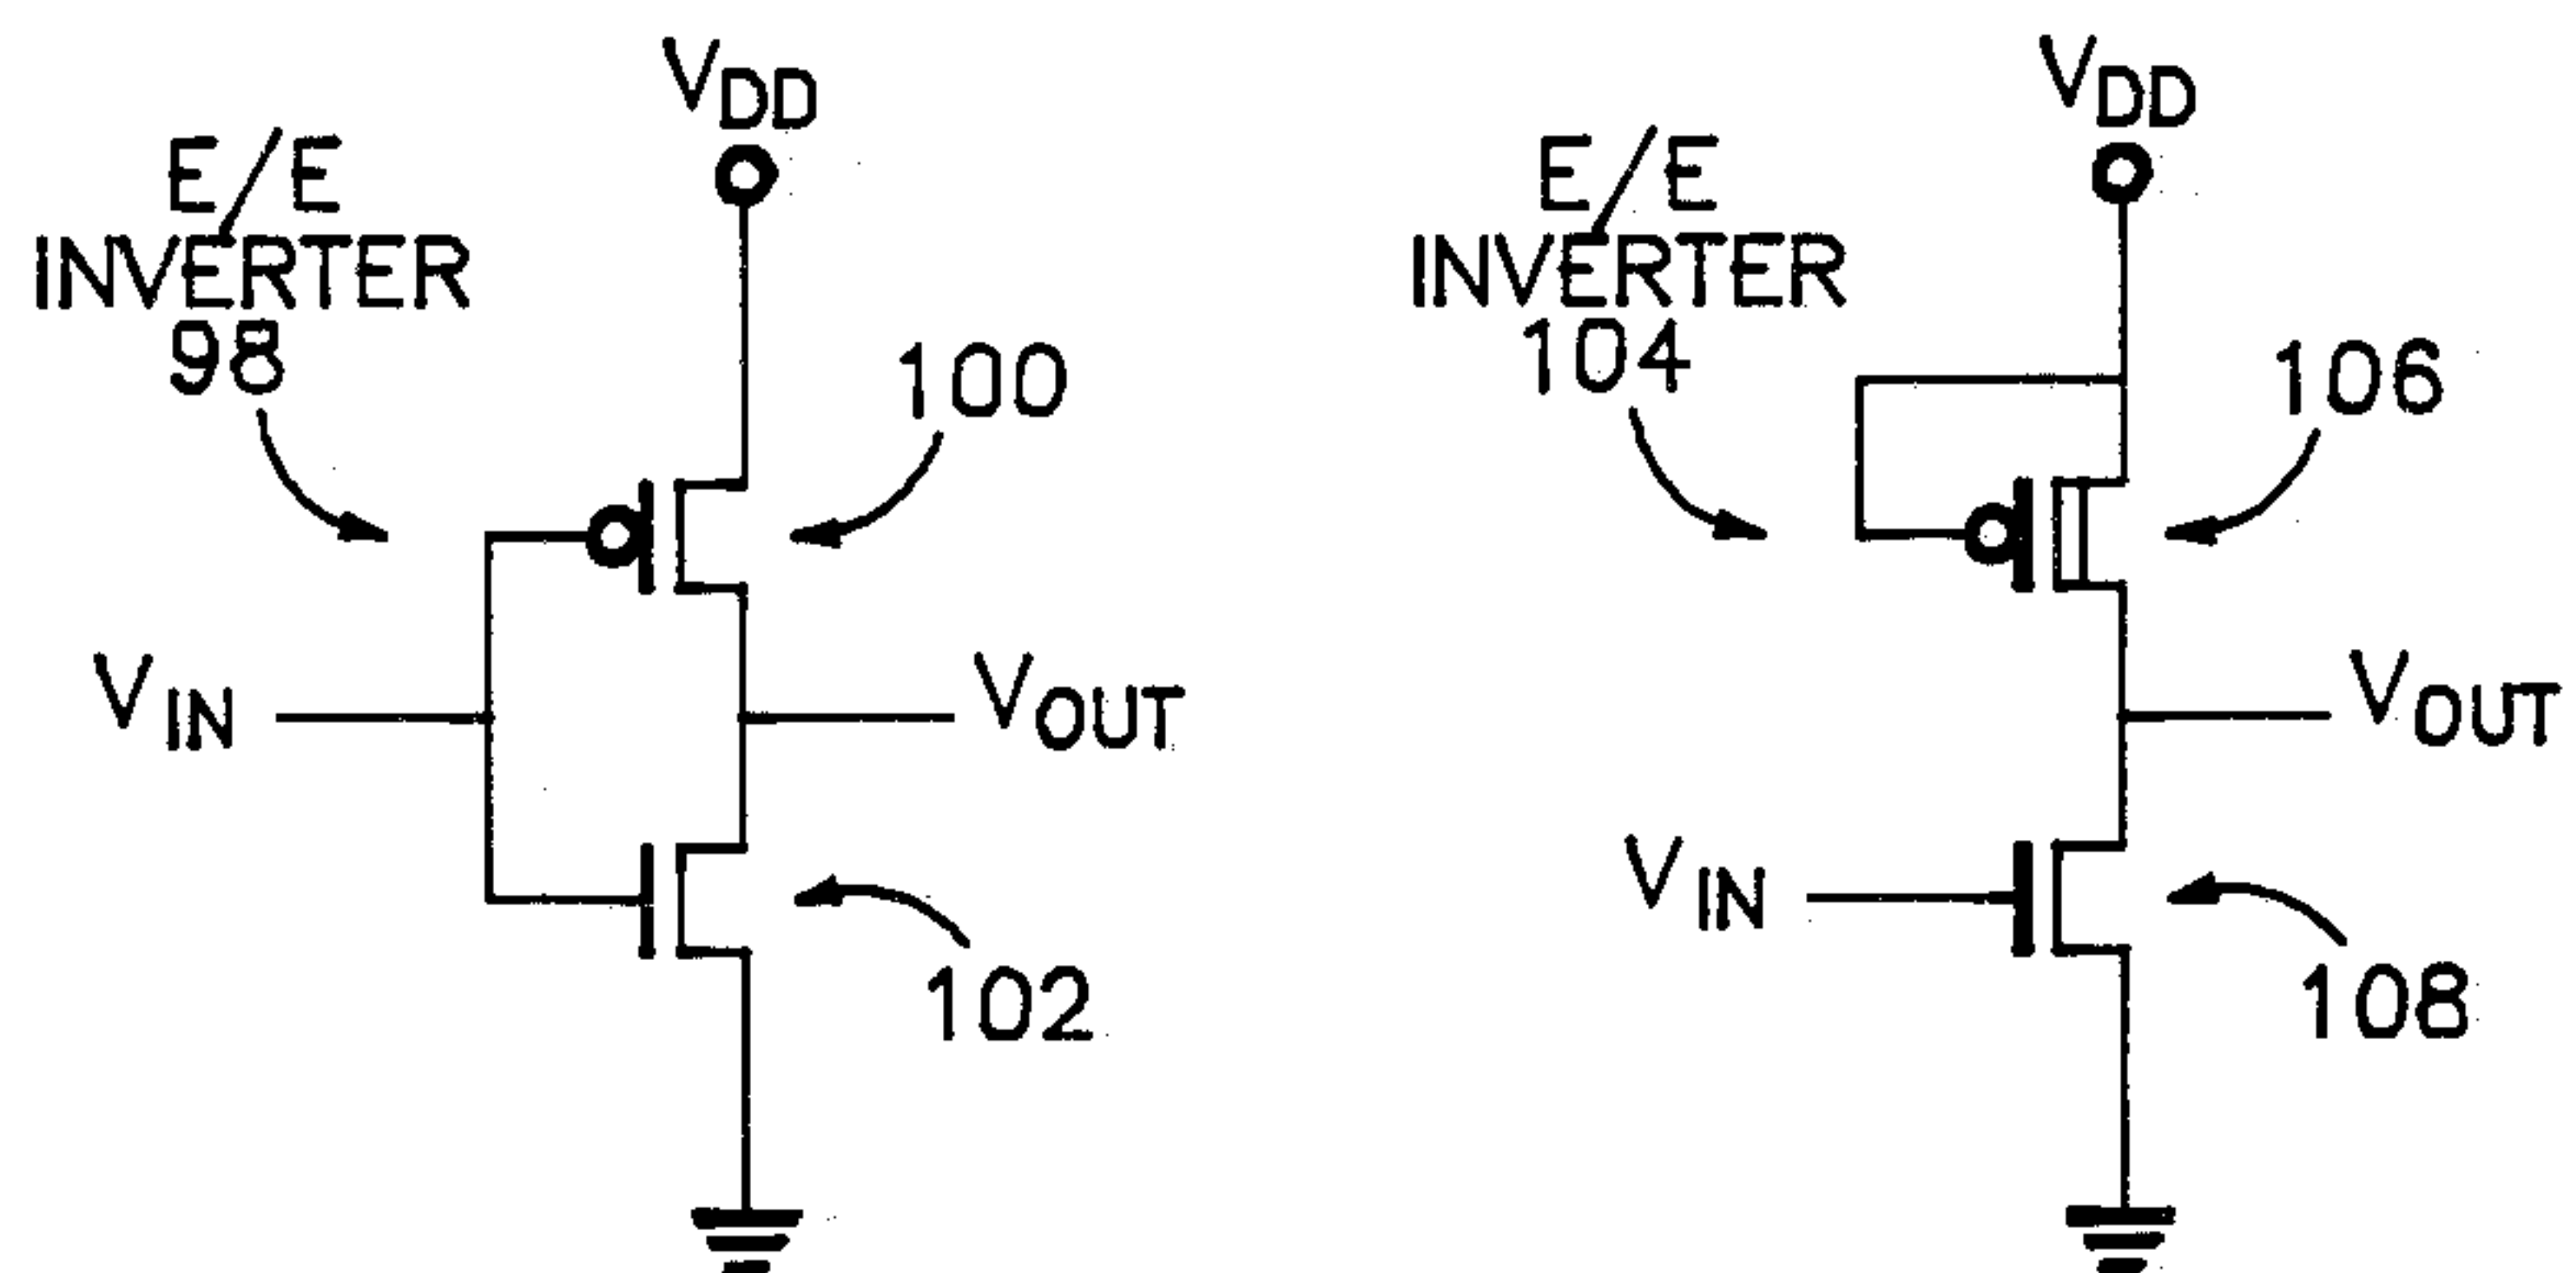 VDD
E/E
INVERTER
98
100
VIN
VOUT
102
VDD
E/E
INVERTER
104
106
VOUT
VIN
108